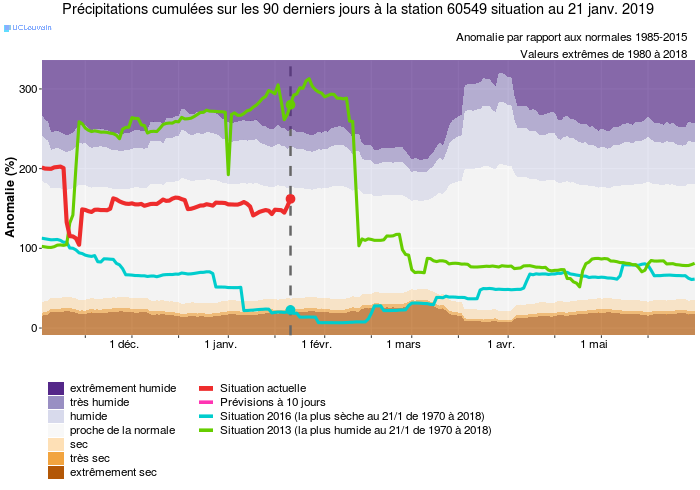 Précipitations cumulées sur les 90 derniers jours à la station 60549 situation au 21 janv. 2019
UCLouvain
Anomalie par rapport aux normales 1985-2015
Valeurs extrêmes de 1980 à 2018
Anomalie (%)
300
200
100
0
1 déc.
1 janv.
1 févr.
1 mars
1 avr.
1 mai
extrêmement humide
très humide
humide
proche de la normale
sec
très sec
extrêmement sec
Situation actuelle
Prévisions à 10 jours
Situation 2016 (la plus sèche au 21/1 de 1970 à 2018)
Situation 2013 (la plus humide au 21/1 de 1970 à 2018)